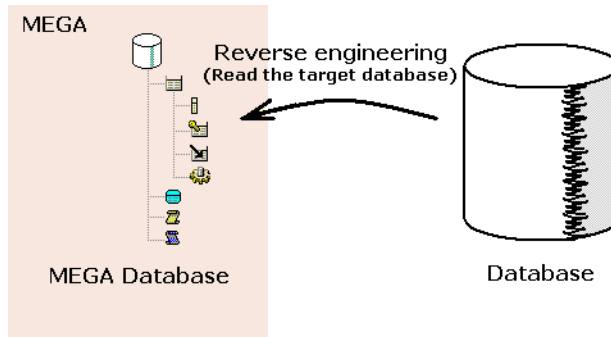 MEGA
Reverse engineering
(Read the target database)
MEGA Database
Database